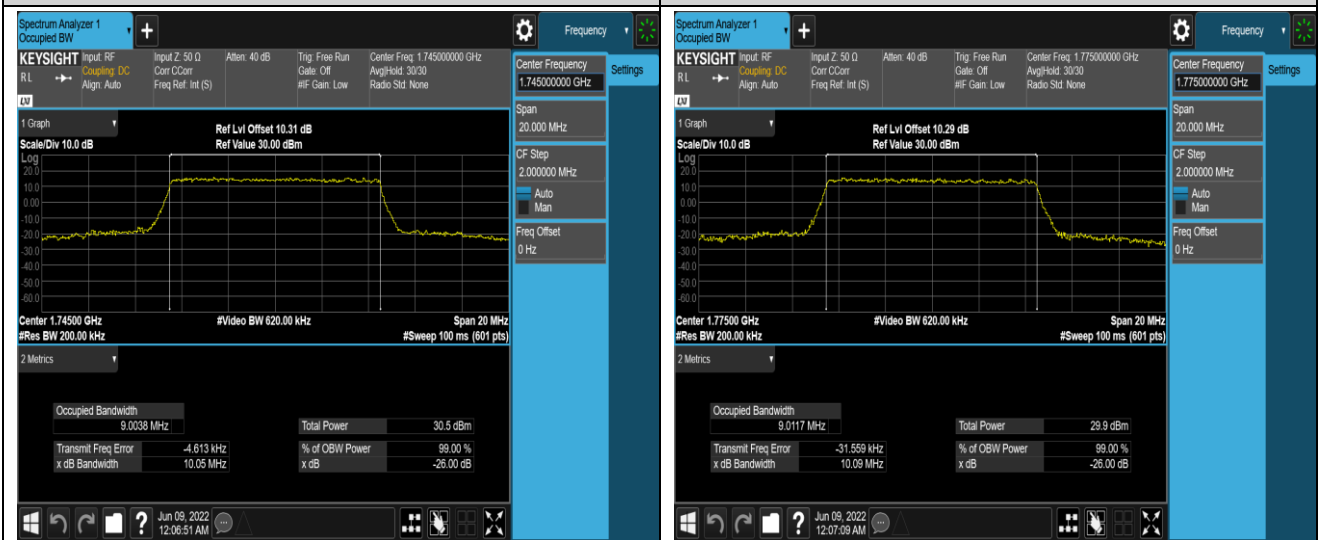 Spectrum Analyzer 1
Occupied BW
+
Frequency
KEYSIGHT
RL
LXI
Input: RF
Coupling: DC
Align: Auto
Input Z: 50 Ω
Corr CCorr
Freq Ref: Int (S)
Atten: 40 dB
Trig: Free Run
Gate: Off
#IF Gain: Low
Center Freq: 1.745000000 GHz
Avg|Hold: 30/30
Radio Std: None
Center Frequency
1.745000000 GHz
Settings
Span
20.000 MHz
CF Step
2.000000 MHz
Auto
Man
Freq Offset
0 Hz
1 Graph
Scale/Div 10.0 dB
Ref Lvl Offset 10.31 dB
Ref Value 30.00 dBm
Log
20.0
10.0
0.00
-10.0
-20.0
-30.0
-40.0
-50.0
-60.0
Center 1.74500 GHz
#Video BW 620.00 kHz
Span 20 MHz
#Res BW 200.00 kHz
#Sweep 100 ms (601 pts)
2 Metrics
Occupied Bandwidth
9.0038 MHz
Total Power 30.5 dBm
Transmit Freq Error -4.613 kHz
% of OBW Power 99.00 %
x dB Bandwidth 10.05 MHz
x dB -26.00 dB
?
Jun 09, 2022
12:06:51 AM
Spectrum Analyzer 1
Occupied BW
+
Frequency
KEYSIGHT
RL
LXI
Input: RF
Coupling: DC
Align: Auto
Input Z: 50 Ω
Corr CCorr
Freq Ref: Int (S)
Atten: 40 dB
Trig: Free Run
Gate: Off
#IF Gain: Low
Center Freq: 1.775000000 GHz
Avg|Hold: 30/30
Radio Std: None
Center Frequency
1.775000000 GHz
Settings
Span
20.000 MHz
CF Step
2.000000 MHz
Auto
Man
Freq Offset
0 Hz
1 Graph
Scale/Div 10.0 dB
Ref Lvl Offset 10.29 dB
Ref Value 30.00 dBm
Log
20.0
10.0
0.00
-10.0
-20.0
-30.0
-40.0
-50.0
-60.0
Center 1.77500 GHz
#Video BW 620.00 kHz
Span 20 MHz
#Res BW 200.00 kHz
#Sweep 100 ms (601 pts)
2 Metrics
Occupied Bandwidth
9.0117 MHz
Total Power 29.9 dBm
Transmit Freq Error -31.559 kHz
% of OBW Power 99.00 %
x dB Bandwidth 10.09 MHz
x dB -26.00 dB
?
Jun 09, 2022
12:07:09 AM